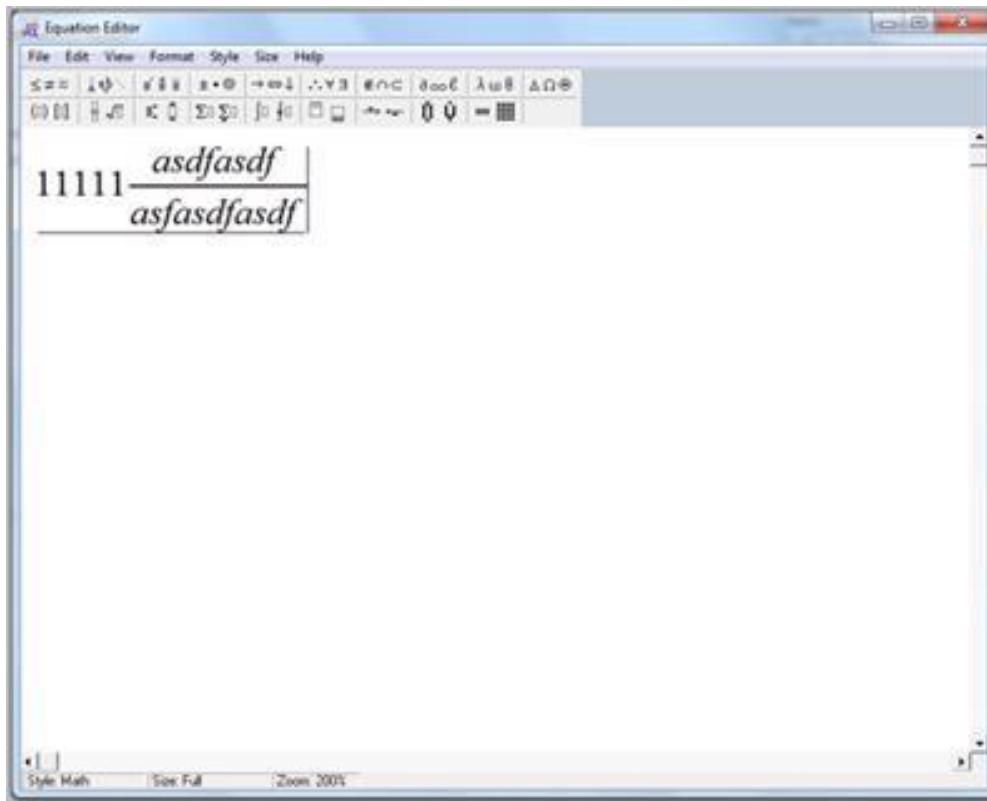 Equation Editor
File Edit View Format Style Size Help
11111 asdfasdf
asfasdfasdf
Style: Math Size: Full Zoom: 200%